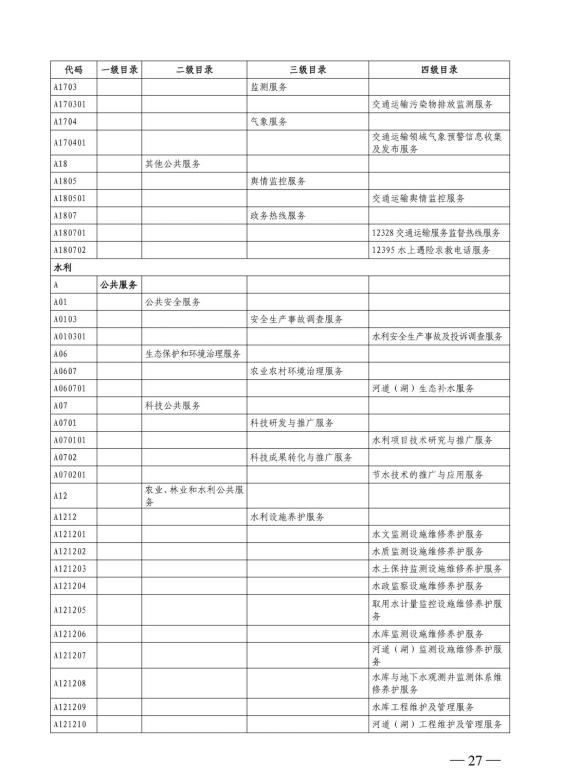 代码 一级目录 二级目录 三级目录 四级目录
A1703 监测服务
A170301 交通运输污染物排放监测服务
A1704 气象服务
A170401 交通运输领域气象预警信息收集
及发布服务
A18 其他公共服务
A1805 舆情监控服务
A180501 交通运输舆情监控服务
A1807 政务热线服务
A180701 12328 交通运输服务监督热线服务
A180702 12395 水上遇险求救电话服务
水利
A 公共服务
A01 公共安全服务
A0103 安全生产事故调查服务
A010301 水利安全生产事故及投诉调查服务
A06 生态保护和环境治理服务
A0607 农业农村环境治理服务
A060701 河道（湖）生态补水服务
A07 科技公共服务
A0701 科技研发与推广服务
A070101 水利项目技术研究与推广服务
A0702 科技成果转化与推广服务
A070201 节水技术的推广与应用服务
A12 农业、林业和水利公共服
务
A1212 水利设施养护服务
A121201 水文监测设施维修养护服务
A121202 水质监测设施维修养护服务
A121203 水土保持监测设施维修养护服务
A121204 水政监察设施维修养护服务
A121205 取用水计量监控设施维修养护服
务
A121206 水库监测设施维修养护服务
A121207 河道（湖）监测设施维修养护服
务
A121208 水库与地下水观测井监测体系维
修养护服务
A121209 水库工程维护及管理服务
A121210 河道（湖）工程维护及管理服务
— 27 —